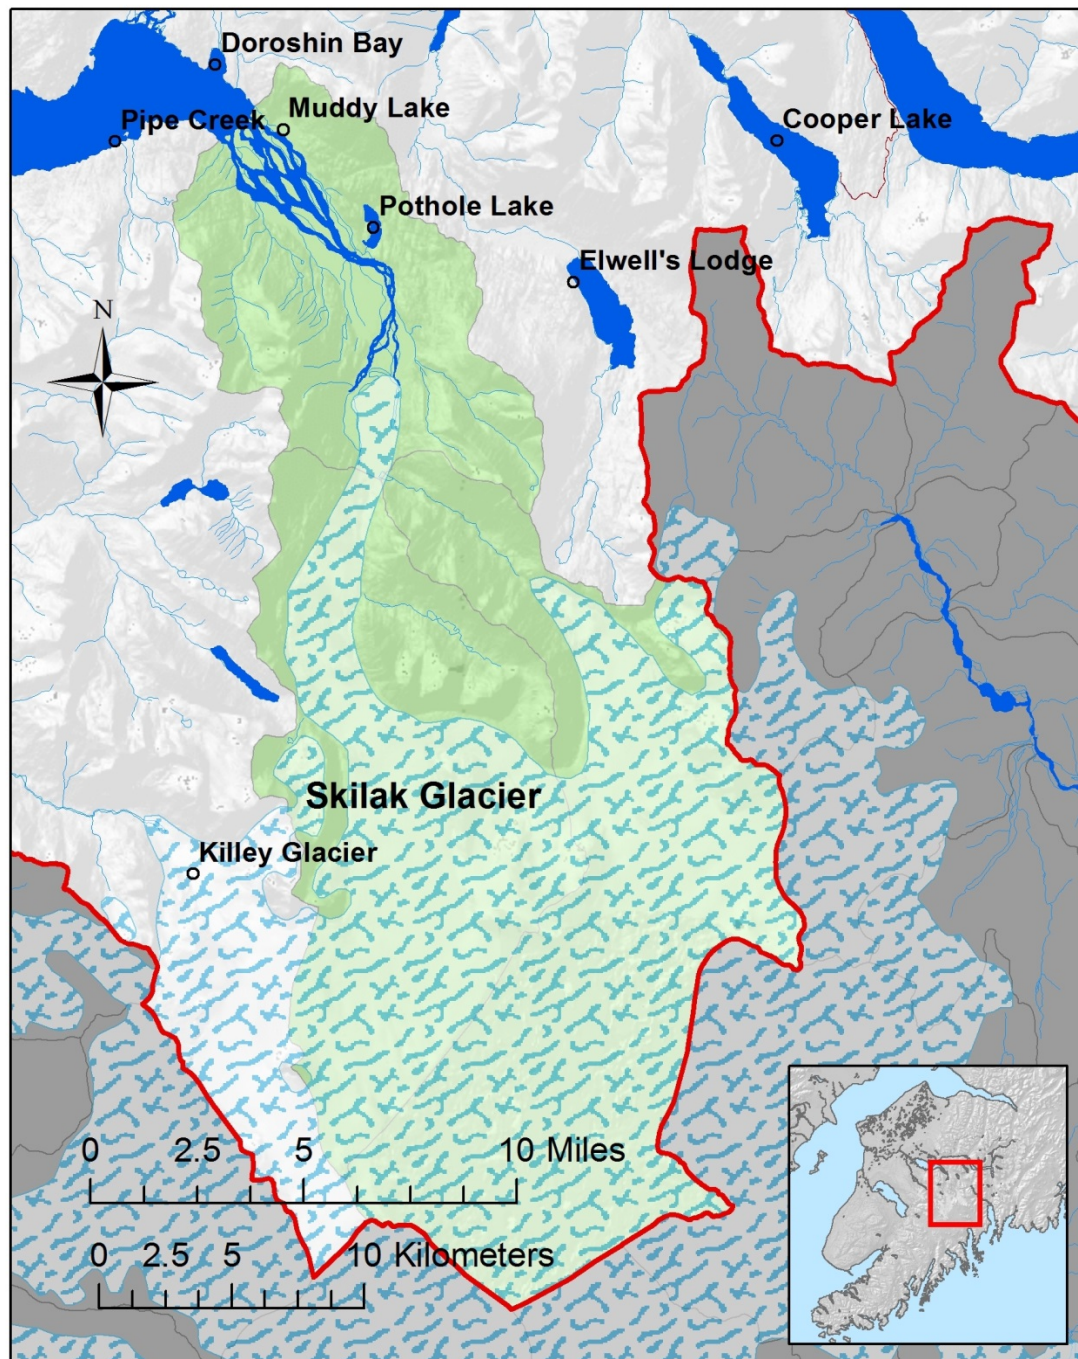 Doroshin Bay
Muddy Lake
Pipe Creek
Cooper Lake
Pothole Lake
Elwell's Lodge
N
Skilak Glacier
Killey Glacier
0 2.5 5 10 Miles
0 2.5 5 10 Kilometers